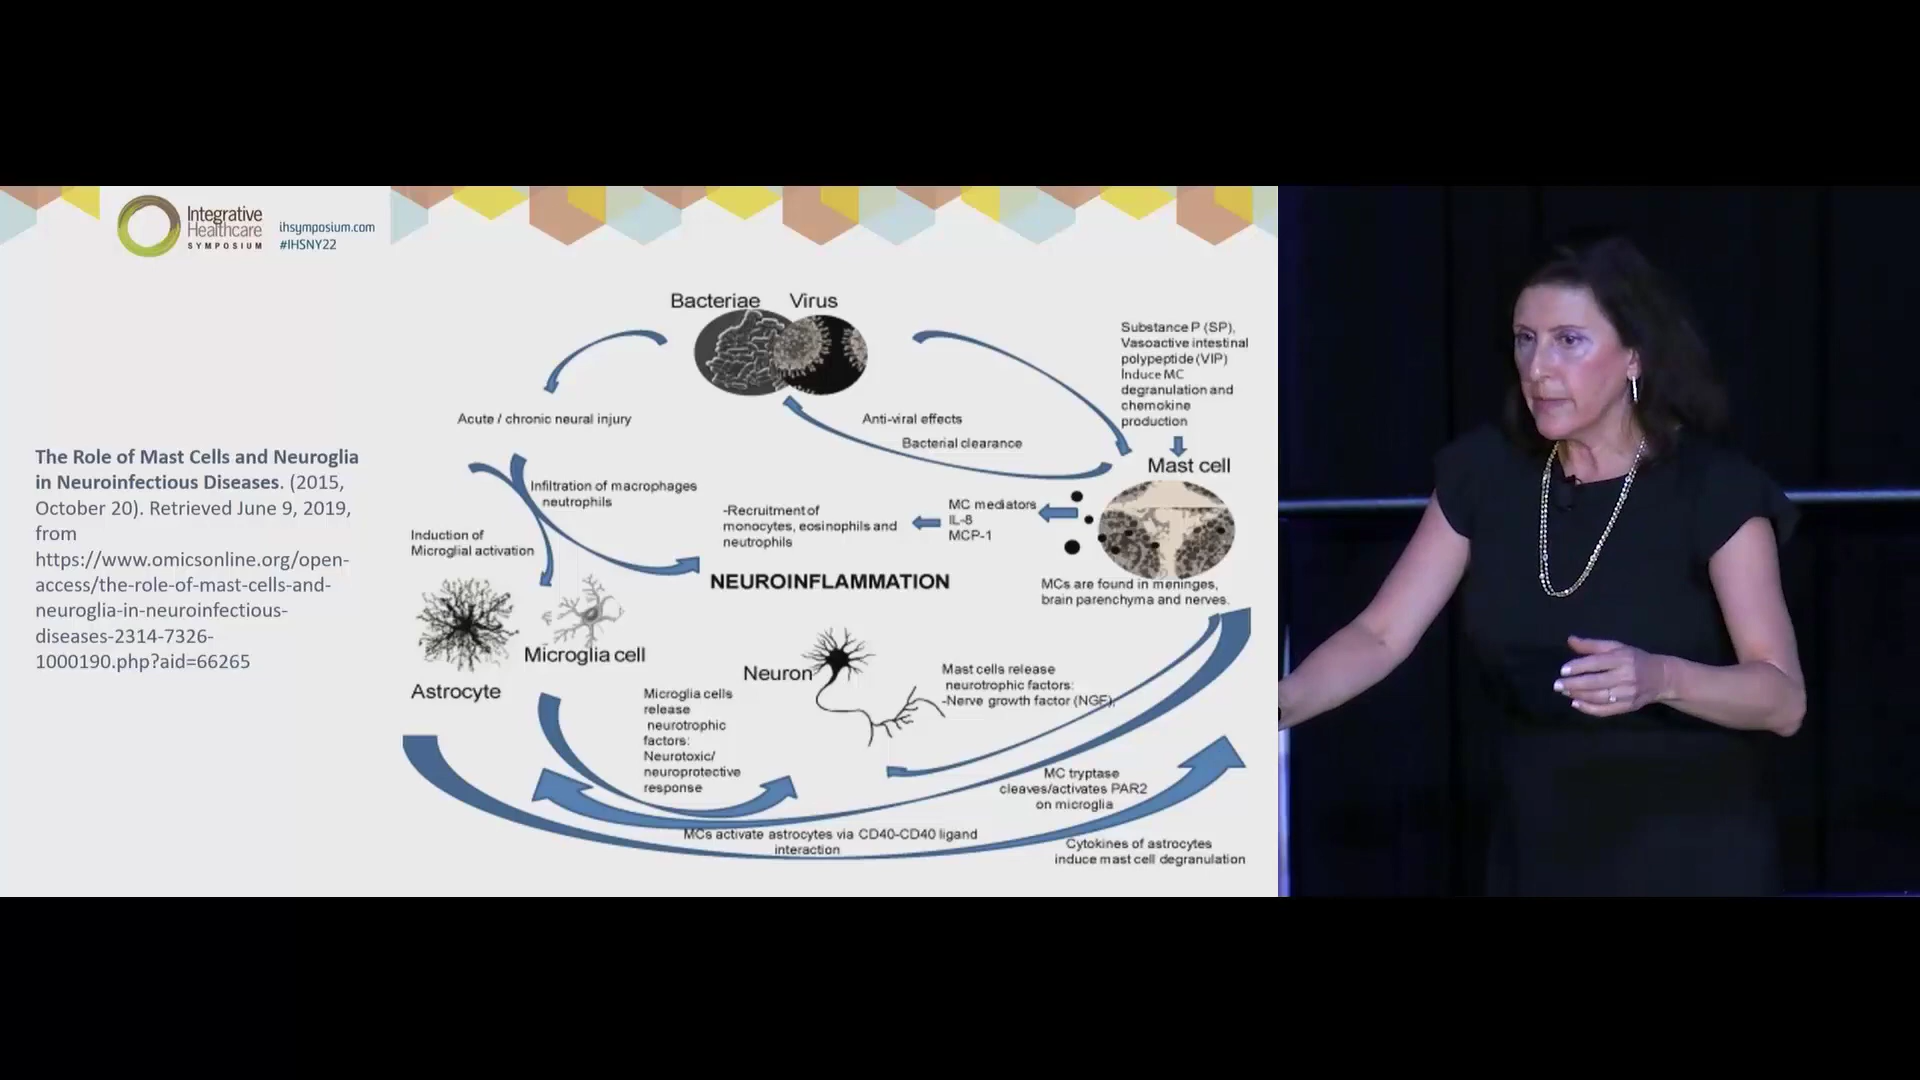 Integrative
Healthcare
SYMPOSIUM
ihsymposium.com
#IHSNY22
The Role of Mast Cells and Neuroglia
in Neuroinfectious Diseases. (2015,
October 20). Retrieved June 9, 2019,
from
https://www.omicsonline.org/open-
access/the-role-of-mast-cells-and-
neuroglia-in-neuroinfectious-
diseases-2314-7326-
1000190.php?aid=66265
Bacteriae Virus
Substance P (SP),
Vasoactive intestinal
polypeptide (VIP)
Induce MC
degranulation and
chemokine
production
Acute / chronic neural injury
Anti-viral effects
Bacterial clearance
Mast cell
Infiltration of macrophages
neutrophils
-Recruitment of
monocytes, eosinophils and
neutrophils
MC mediators
IL-8
MCP-1
Induction of
Microglial activation
NEUROINFLAMMATION
MCs are found in meninges,
brain parenchyma and nerves.
Microglia cell
Astrocyte
Neuron
Microglia cells
release
neurotrophic
factors:
Neurotoxic/
neuroprotective
response
Mast cells release
neurotrophic factors:
-Nerve growth factor (NGF),
MC tryptase
cleaves/activates PAR2
on microglia
MCs activate astrocytes via CD40-CD40 ligand
interaction
Cytokines of astrocytes
induce mast cell degranulation